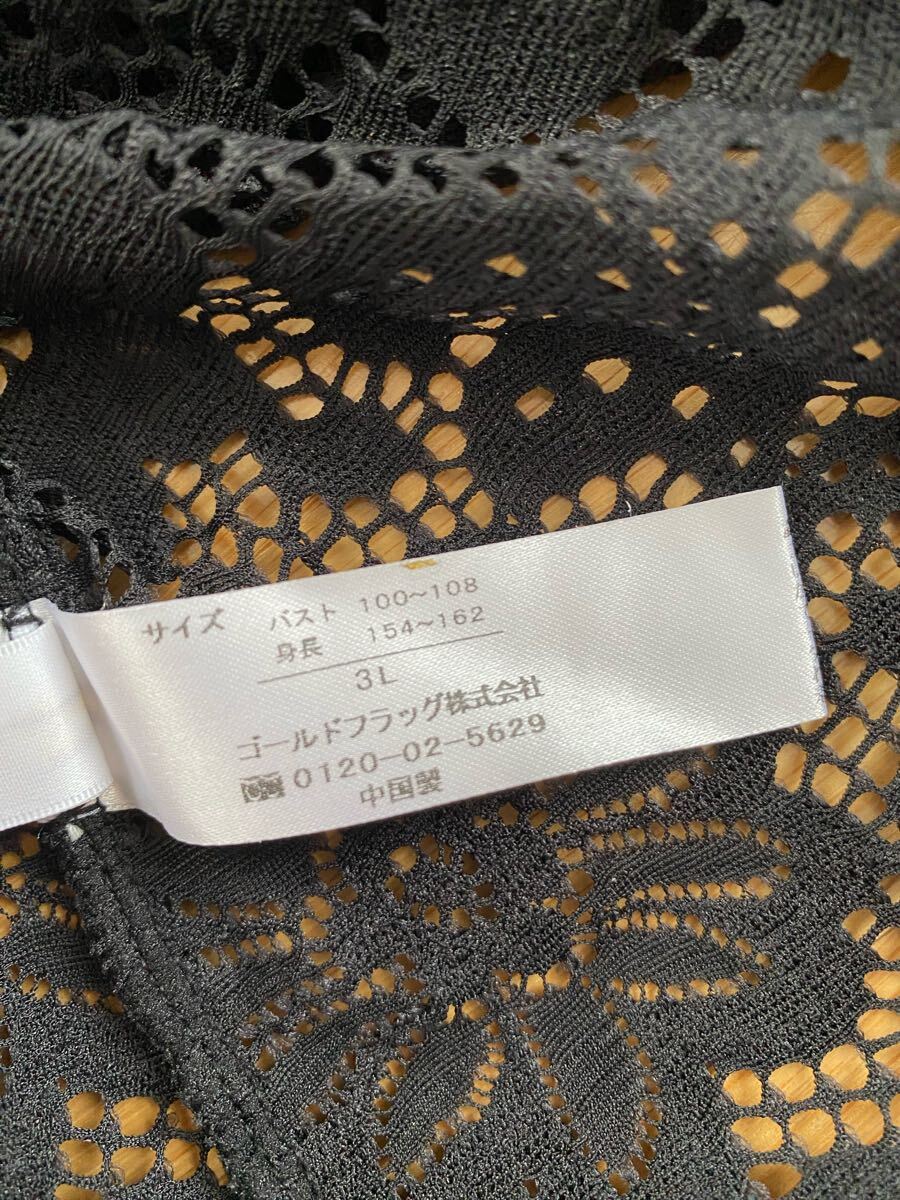 サイズ バスト 100~108
身長 154~162
3L
ゴールドフラッグ株式会社
☎0120-02-5629
中国製